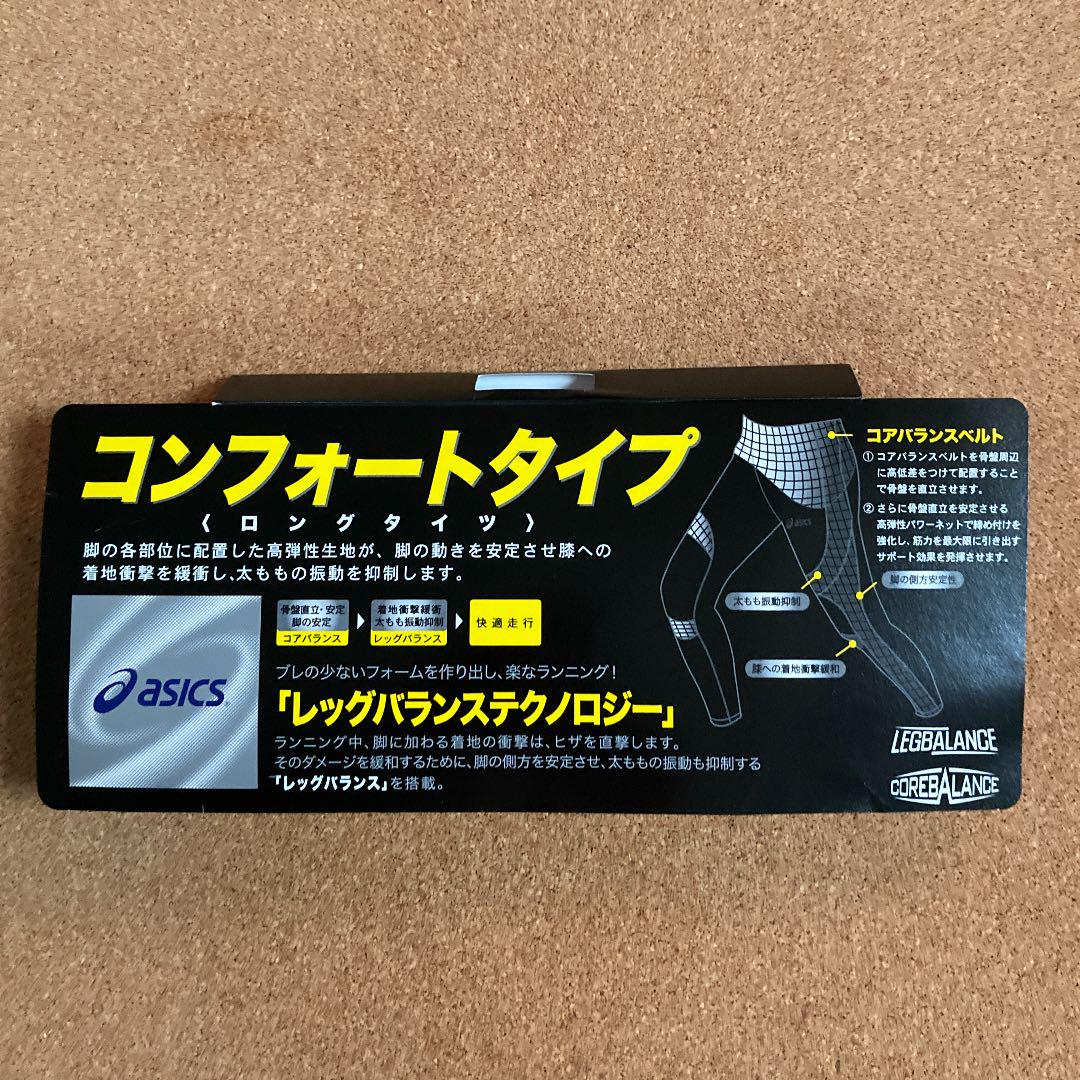 コンフォートタイプ
〈ロングタイツ〉
脚の各部位に配置した高弾性生地が、脚の動きを安定させ膝への
着地衝撃を緩衝し、太ももの振動を抑制します。
asics
骨盤直立・安定
脚の安定
コアバランス
着地衝撃緩衝
太もも振動抑制
レッグバランス
快適走行
ブレの少ないフォームを作り出し、楽なランニング!
「レッグバランステクノロジー」
ランニング中、脚に加わる着地の衝撃は、ヒザを直撃します。
そのダメージを緩和するために、脚の側方を安定させ、太ももの振動も抑制する
「レッグバランス」を搭載。
コアバランスベルト
① コアバランスベルトを骨盤周辺
に高低差をつけて配置すること
で骨盤を直立させます。
② さらに骨盤直立を安定させる
高弾性パワーネットで締め付けを
強化し、筋力を最大限に引き出す
サポート効果を発揮させます。
asics
脚の側方安定性
太もも振動抑制
膝への着地衝撃緩和
LEGBALANCE
COREBALANCE